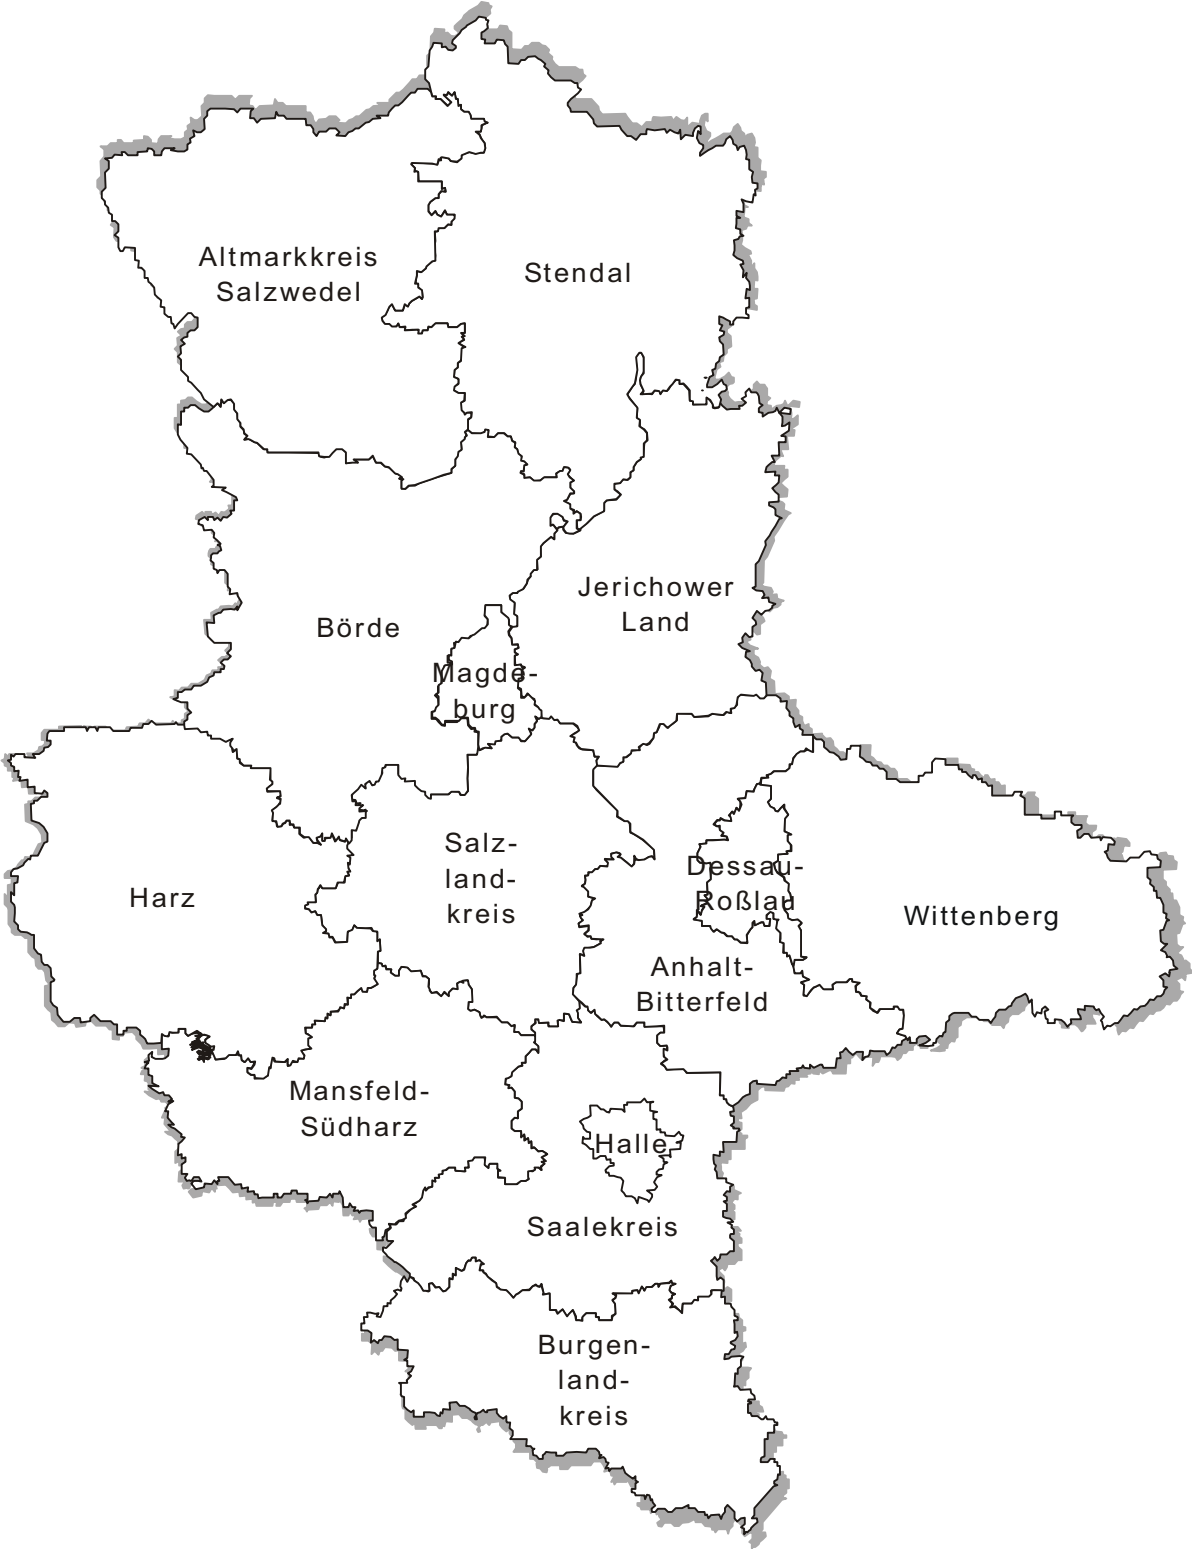 Altmarkkreis
Salzwedel
Stendal
Jerichower
Land
Börde
Magde-
burg
Salz-
land-
kreis
Dessau-
Roßlau
Harz
Wittenberg
Anhalt-
Bitterfeld
Mansfeld-
Südharz
Halle
Saalekreis
Burgen-
land-
kreis